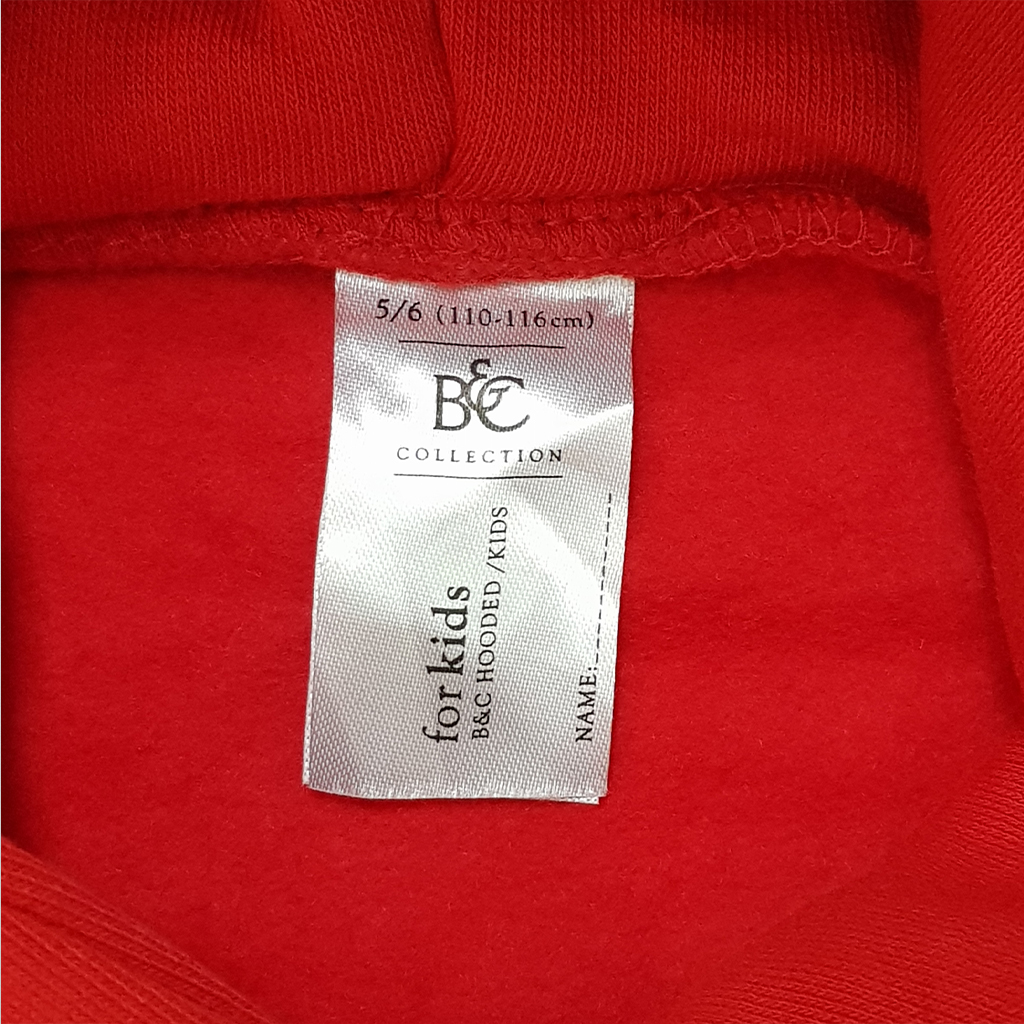 5/6 (110-116cm)
B&C
COLLECTION
for kids
B&C HOODED /KIDS
NAME: